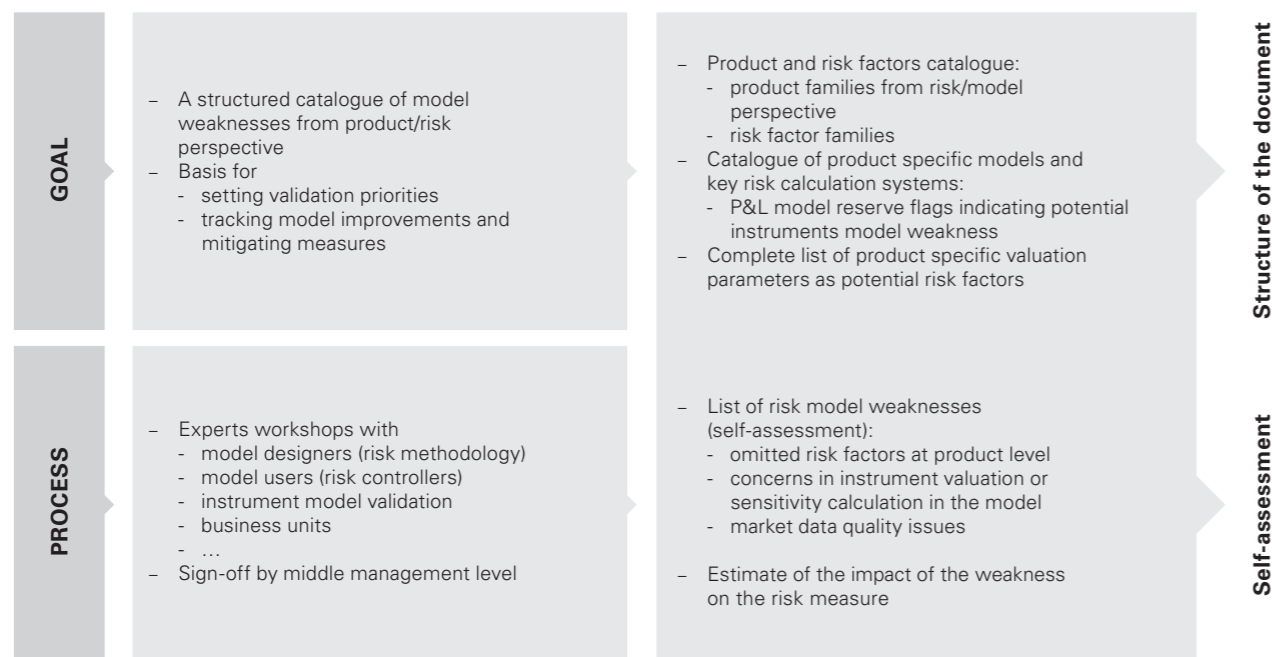 GOAL
– A structured catalogue of model
weaknesses from product/risk
perspective
– Basis for
- setting validation priorities
- tracking model improvements and
mitigating measures
– Product and risk factors catalogue:
- product families from risk/model
perspective
- risk factor families
– Catalogue of product specific models and
key risk calculation systems:
- P&L model reserve flags indicating potential
instruments model weakness
– Complete list of product specific valuation
parameters as potential risk factors
Structure of the document
PROCESS
– Experts workshops with
- model designers (risk methodology)
- model users (risk controllers)
- instrument model validation
- business units
- …
– Sign-off by middle management level
– List of risk model weaknesses
(self-assessment):
- omitted risk factors at product level
- concerns in instrument valuation or
sensitivity calculation in the model
- market data quality issues
– Estimate of the impact of the weakness
on the risk measure
Self-assessment